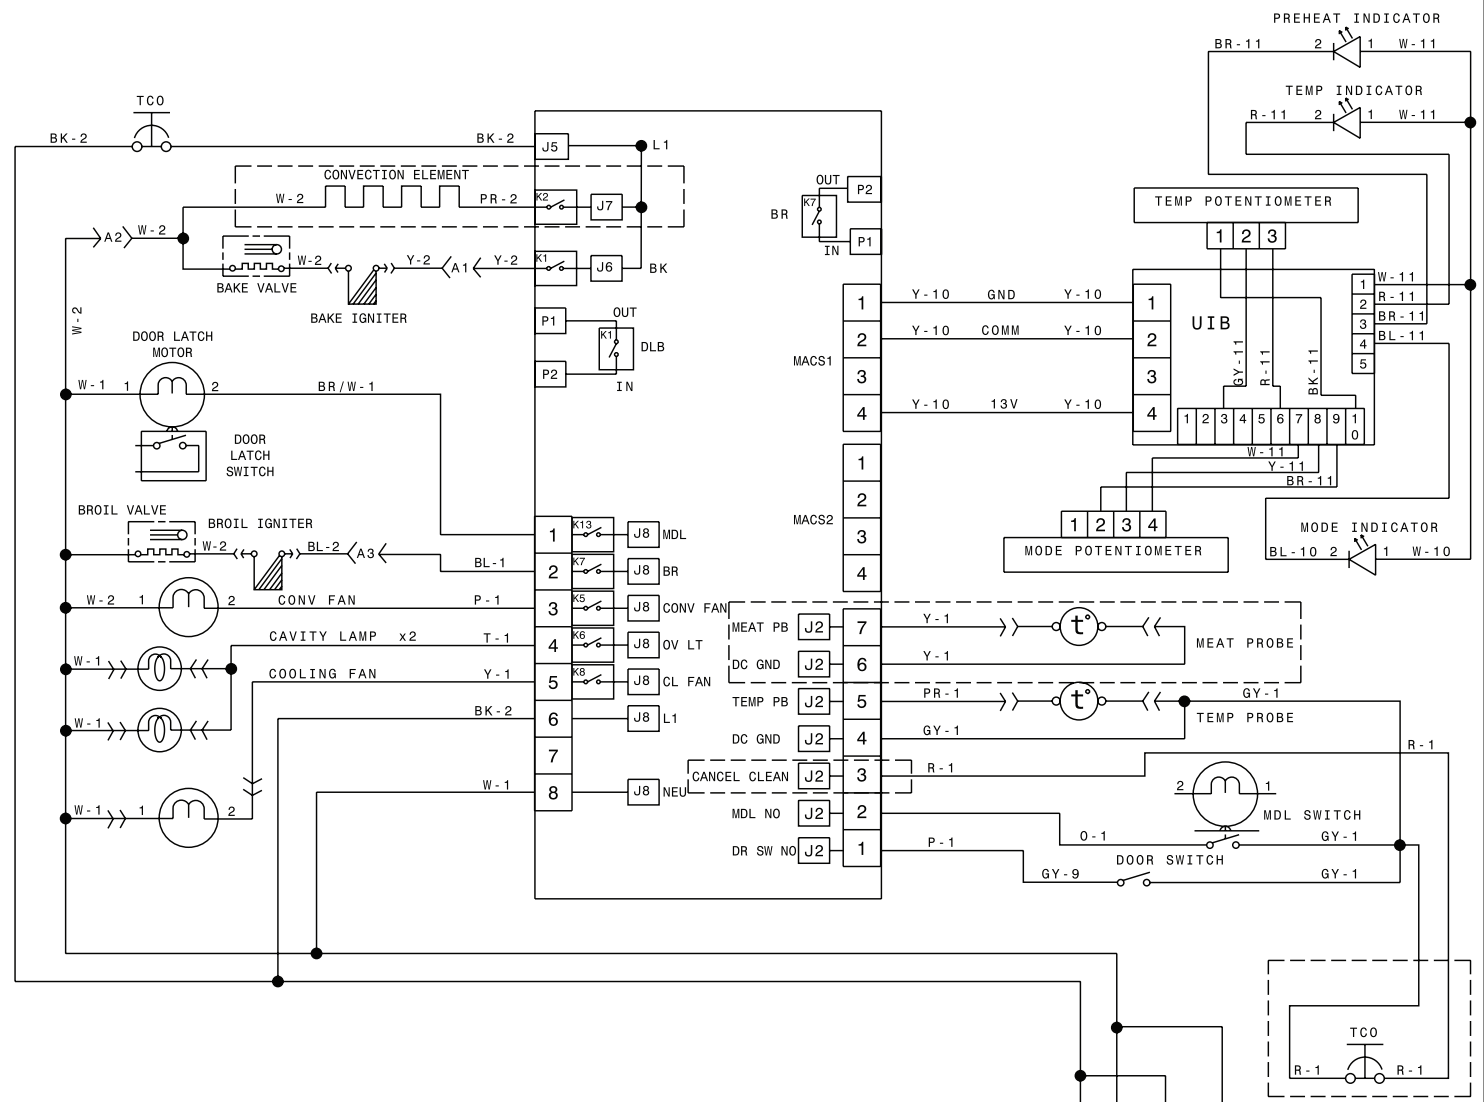 PREHEAT INDICATOR
BR-11 2 1 W-11
TEMP INDICATOR
R-11 2 1 W-11
TCO
BK-2 BK-2 J5 L1
CONVECTION ELEMENT
W-2 PR-2 K2 J7
A2 W-2
W-2 Y-2 A1 Y-2 K1 J6 BK
BAKE VALVE
BAKE IGNITER
W-2
OUT P2
BR K7
IN P1
P1 OUT
K1 DLB
P2 IN
TEMP POTENTIOMETER
1 2 3
UIB
1 W-11
2 R-11
3 BR-11
4 BL-11
5
GY-11
R-11
BK-11
1 2 3 4 5 6 7 8 9 10
W-11
Y-11
BR-11
1 2 3 4
MODE POTENTIOMETER
MODE INDICATOR
BL-10 2 1 W-10
MACS1
1 Y-10 GND Y-10 1
2 Y-10 COMM Y-10 2
3 3
4 Y-10 13V Y-10 4
MACS2
1
2
3
4
DOOR LATCH
MOTOR
W-1 1 2 BR/W-1
DOOR
LATCH
SWITCH
BROIL VALVE
BROIL IGNITER
W-2 BL-2 A3 BL-1
W-2 1 2 CONV FAN P-1
CAVITY LAMP x2 T-1
W-1 COOLING FAN Y-1
W-1 BK-2
W-1 1 2 W-1
1 K13 J8 MDL
2 K7 J8 BR
3 K5 J8 CONV FAN
4 K6 J8 OV LT
5 K8 J8 CL FAN
6 J8 L1
7
8 J8 NEU
MEAT PB J2 7 Y-1 t°
MEAT PROBE
DC GND J2 6 Y-1
TEMP PB J2 5 PR-1 t° GY-1
TEMP PROBE
DC GND J2 4 GY-1
CANCEL CLEAN J2 3 R-1 R-1
2 1
MDL NO J2 2 MDL SWITCH
O-1 GY-1
DR SW NO J2 1 P-1
DOOR SWITCH
GY-9 GY-1
TCO
R-1 R-1